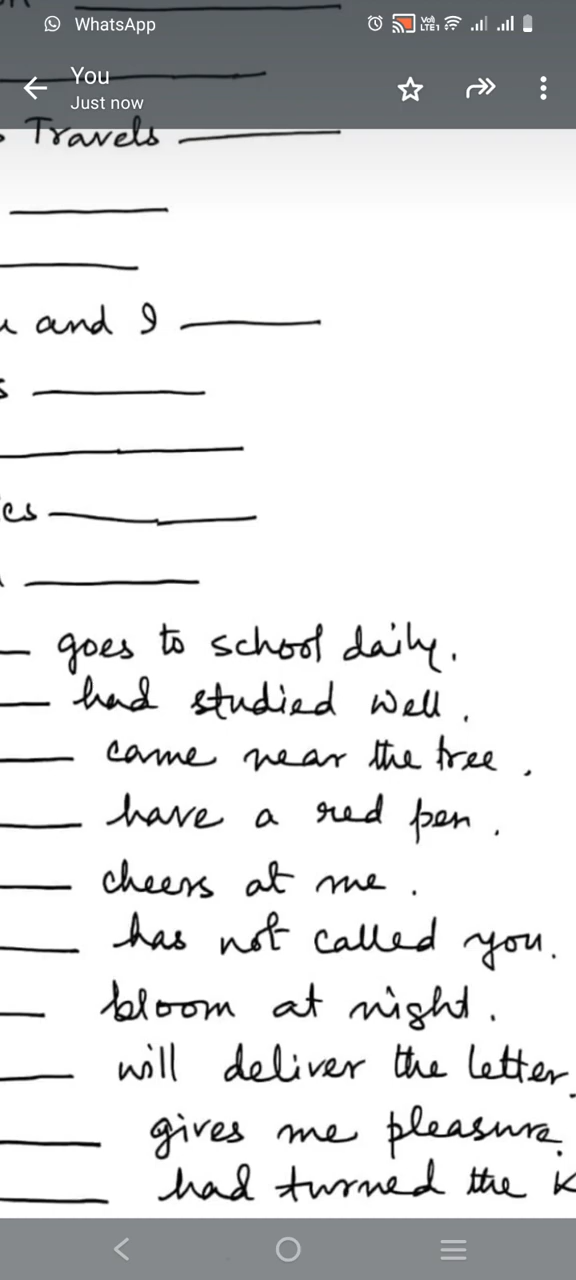 WhatsApp
You
Just now
Travels
and I
goes to school daily.
had studied well.
came near the tree.
have a red pen.
cheers at me.
has not called you.
bloom at night.
will deliver the letter.
gives me pleasure.
had turned the